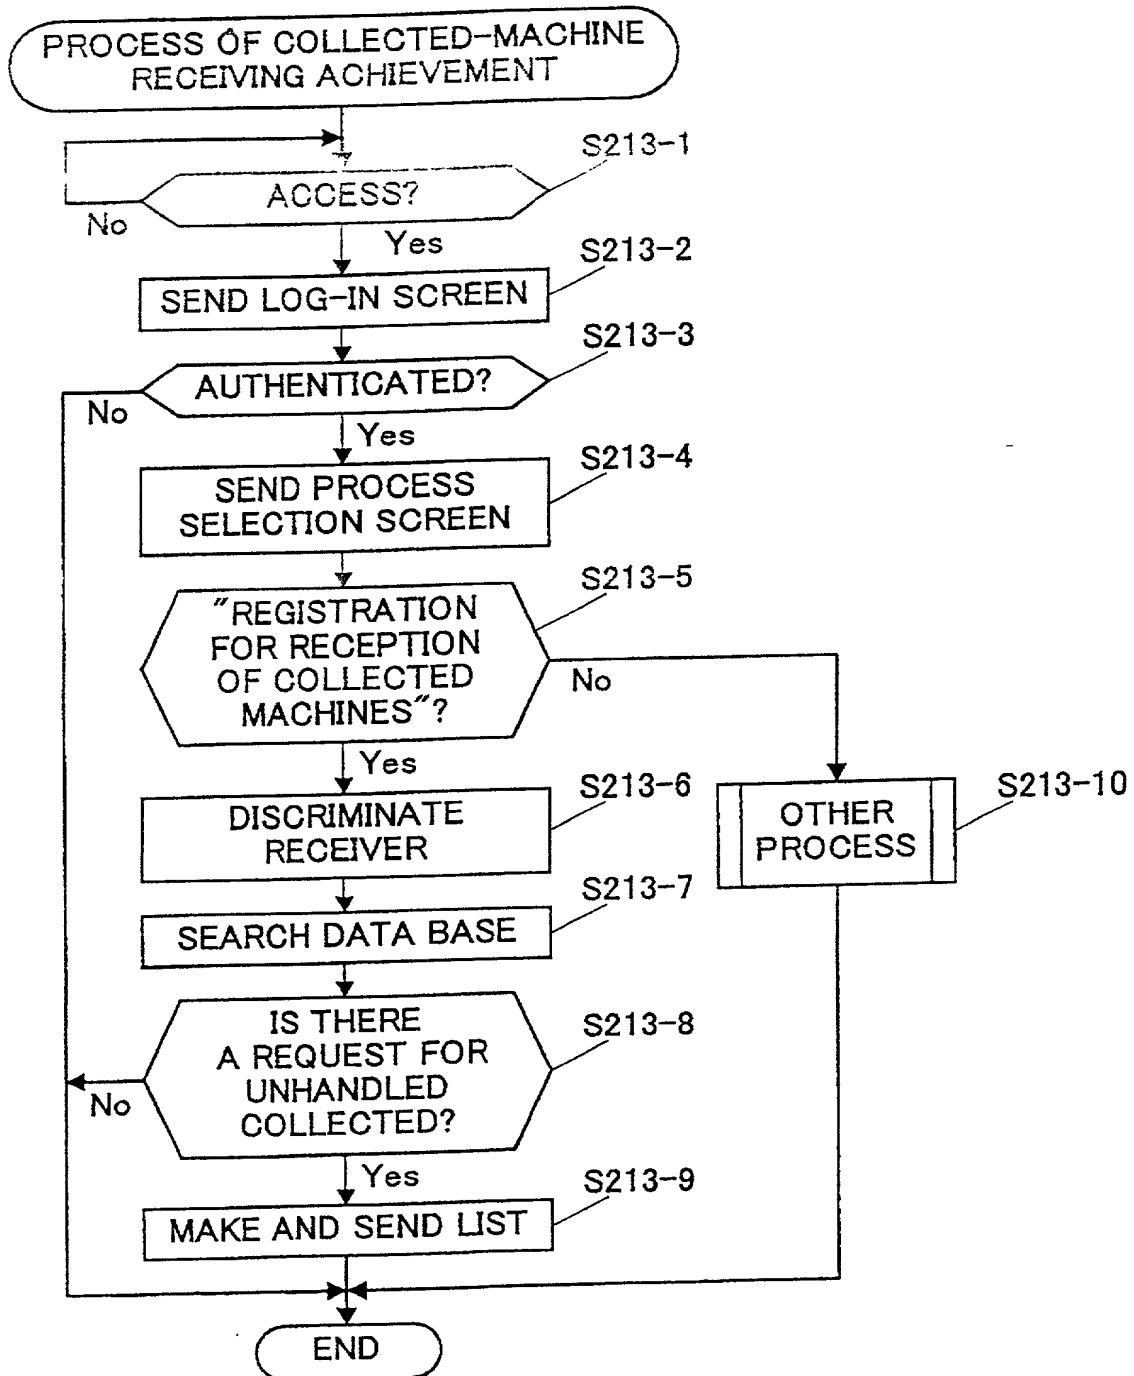 PROCESS OF COLLECTED-MACHINE
RECEIVING ACHIEVEMENT
S213-1
ACCESS?
No
Yes
S213-2
SEND LOG-IN SCREEN
S213-3
AUTHENTICATED?
No
Yes
S213-4
SEND PROCESS
SELECTION SCREEN
S213-5
"REGISTRATION
FOR RECEPTION
OF COLLECTED
MACHINES"?
No
Yes
S213-6
DISCRIMINATE
RECEIVER
S213-10
OTHER
PROCESS
S213-7
SEARCH DATA BASE
S213-8
IS THERE
A REQUEST FOR
UNHANDLED
COLLECTED?
No
Yes
S213-9
MAKE AND SEND LIST
END